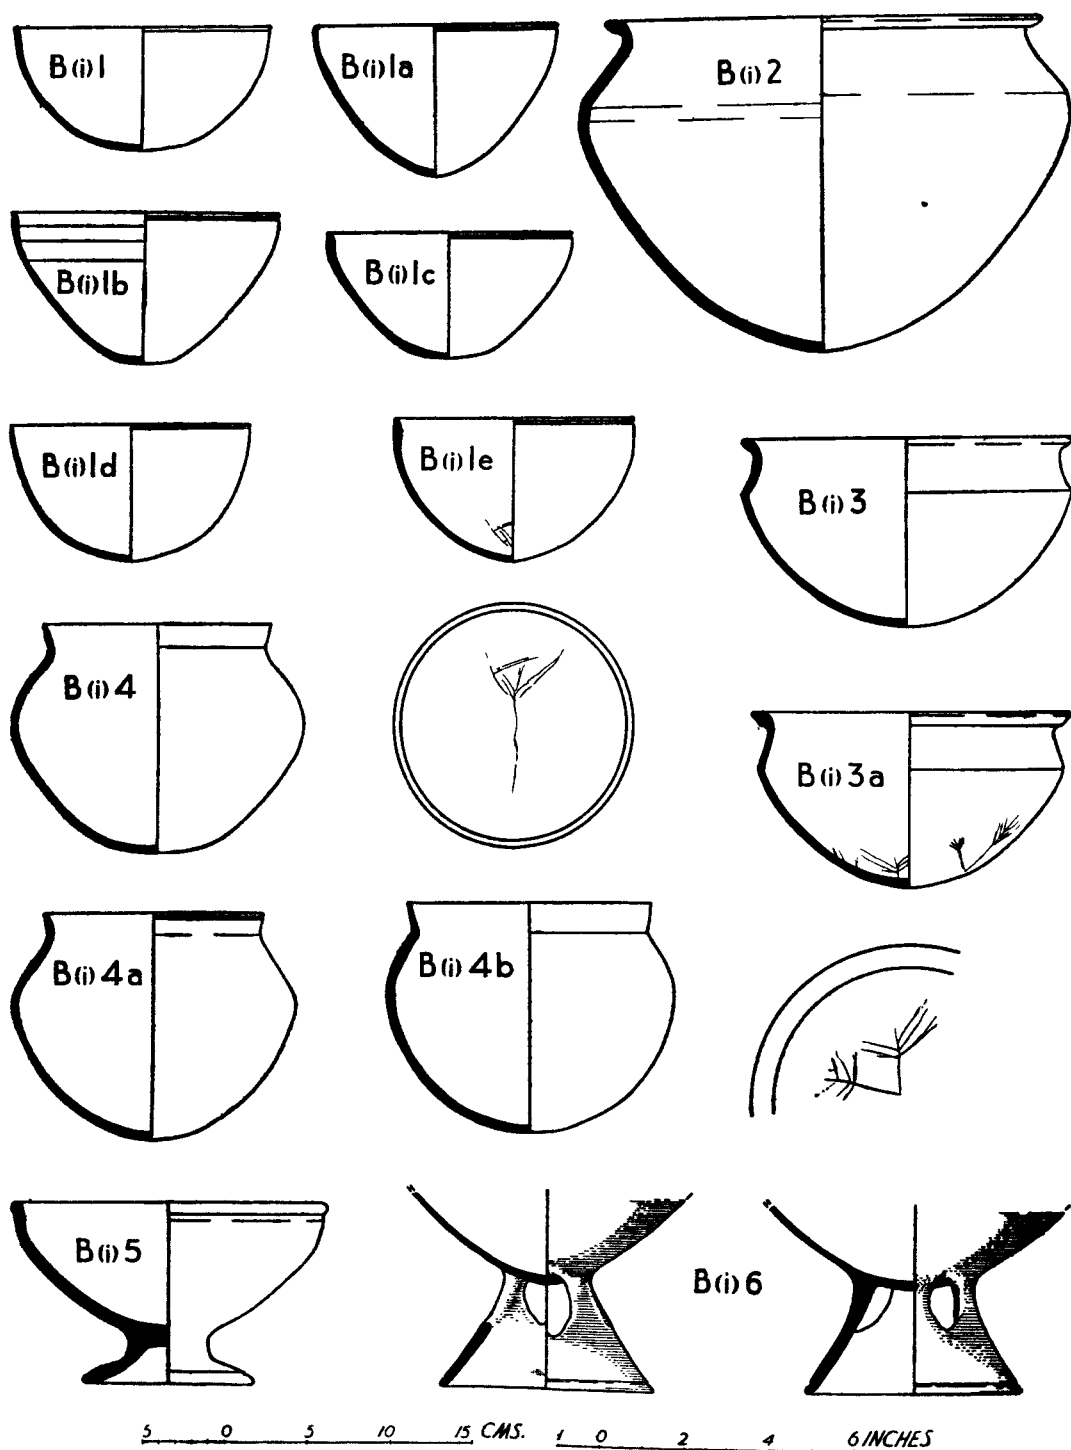 B(i)1
B(i)1a
B(i)2
B(i)1b
B(i)1c
B(i)1d
B(i)1e
B(i)3
B(i)4
B(i)3a
B(i)4a
B(i)4b
B(i)5
B(i)6
5 0 5 10 15 CMS.
1 0 2 4 6 INCHES